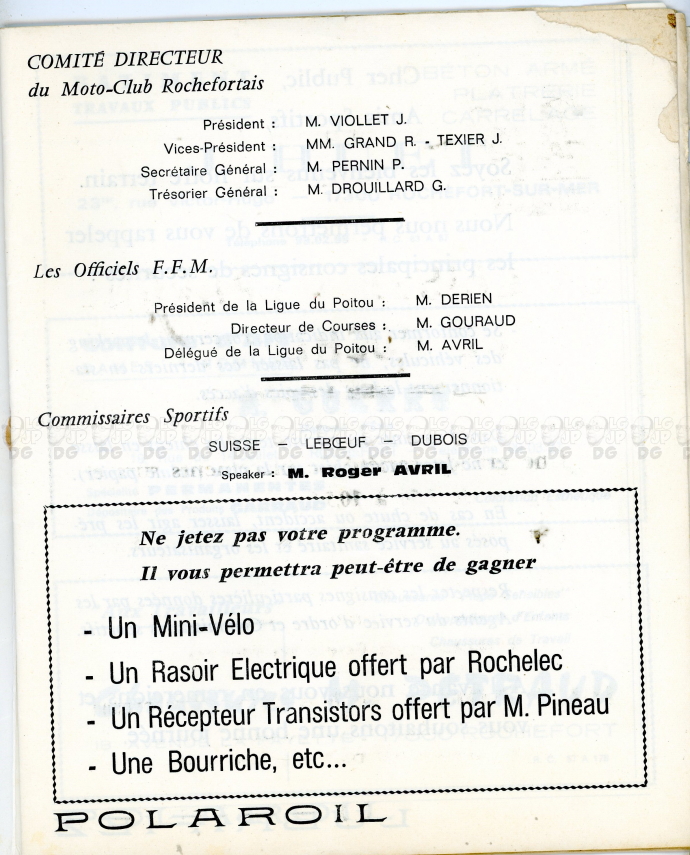 COMITÉ DIRECTEUR
du Moto-Club Rochefortais
Président : M. VIOLLET J.
Vices-Président : MM. GRAND R. - TEXIER J.
Secrétaire Général : M. PERNIN P.
Trésorier Général : M. DROUILLARD G.
Les Officiels F.F.M.
Président de la Ligue du Poitou : M. DERIEN
Directeur de Courses : M. GOURAUD
Délégué de la Ligue du Poitou : M. AVRIL
Commissaires Sportifs
SUISSE - LEBŒUF - DUBOIS
Speaker : M. Roger AVRIL
Ne jetez pas votre programme.
Il vous permettra peut-être de gagner
- Un Mini-Vélo
- Un Rasoir Electrique offert par Rochelec
- Un Récepteur Transistors offert par M. Pineau
- Une Bourriche, etc...
POLAROIL